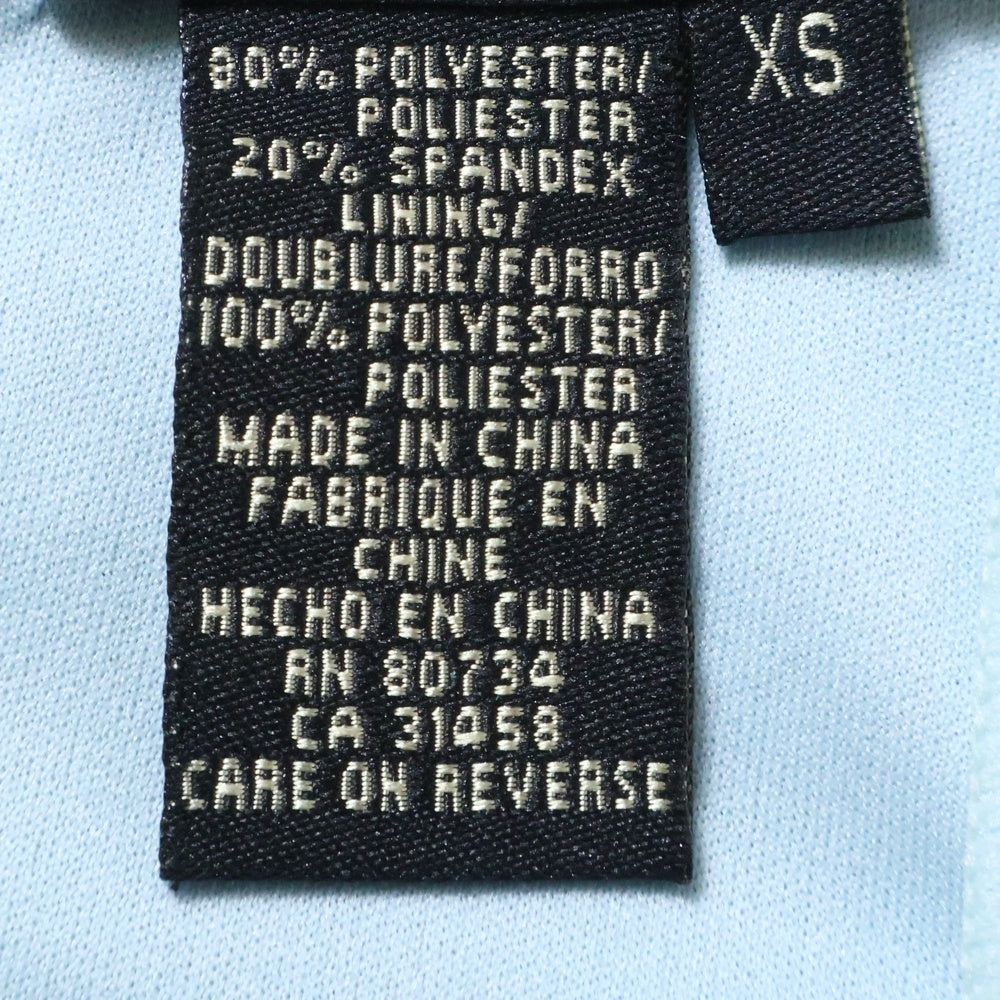 80% POLYESTER/
POLIESTER
20% SPANDEX
LINING/
DOUBLURE/FORRO
100% POLYESTER/
POLIESTER
MADE IN CHINA
FABRIQUE EN
CHINE
HECHO EN CHINA
RN 80734
CA 31458
CARE ON REVERSE
XS